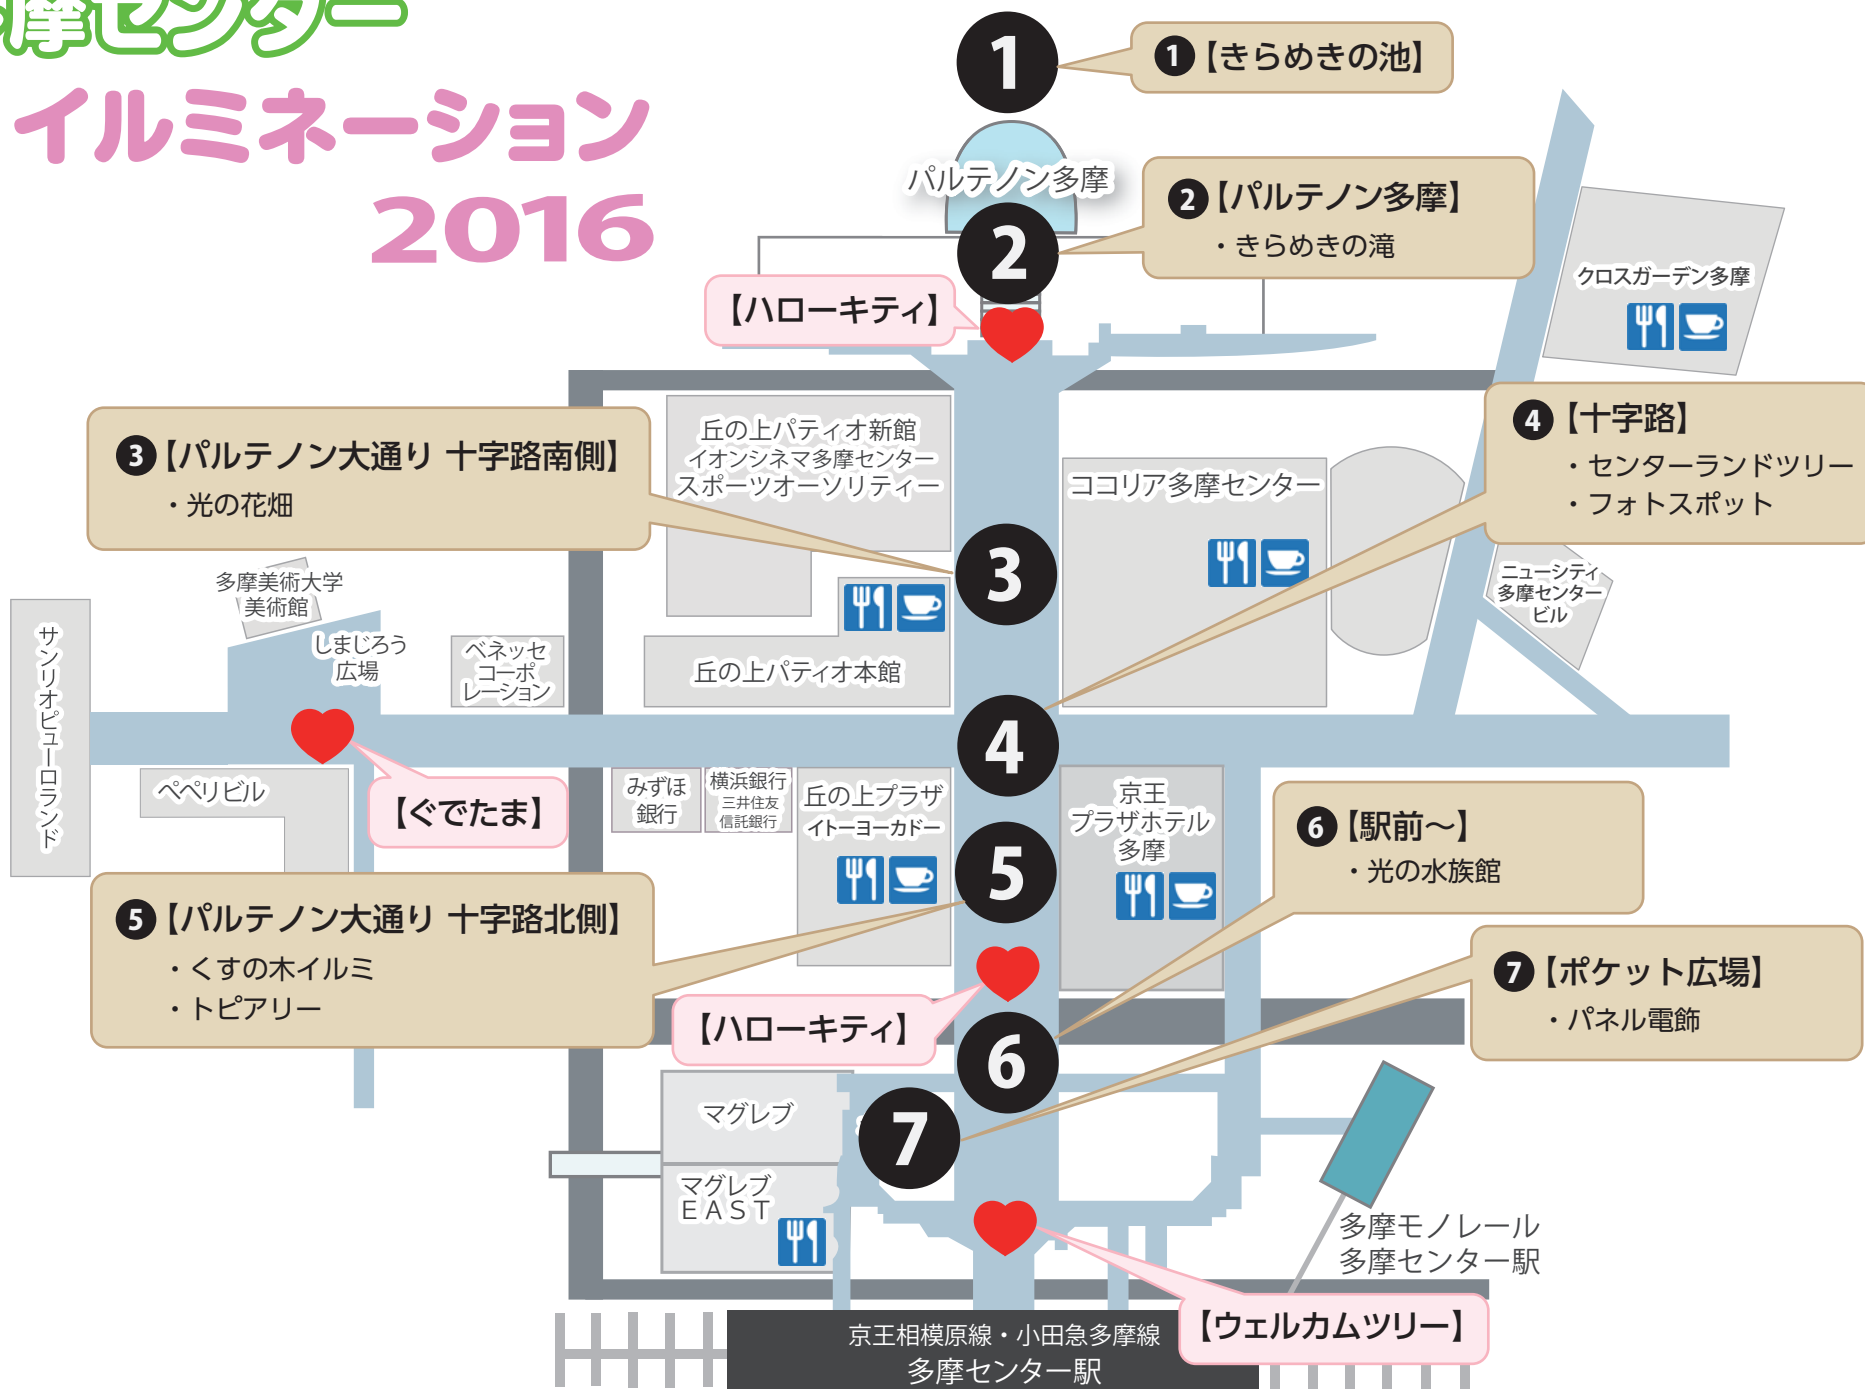 摩センター
イルミネーション
2016
1
1【きらめきの池】
パルテノン多摩
2
2【パルテノン多摩】
・きらめきの滝
【ハローキティ】
クロスガーデン多摩
3【パルテノン大通り 十字路南側】
・光の花畑
丘の上パティオ新館
イオンシネマ多摩センター
スポーツオーソリティー
ココリア多摩センター
4【十字路】
・センターランドツリー
・フォトスポット
3
多摩美術大学
美術館
しまじろう
広場
ベネッセ
コーポ
レーション
丘の上パティオ本館
ニューシティ
多摩センター
ビル
サンリオピューローランド
4
ペペリビル
【ぐでたま】
みずほ
銀行
横浜銀行
三井住友
信託銀行
丘の上プラザ
イトーヨーカドー
京王
プラザホテル
多摩
5
6【駅前～】
・光の水族館
5【パルテノン大通り 十字路北側】
・くすの木イルミ
・トピアリー
7【ポケット広場】
・パネル電飾
【ハローキティ】
6
マグレブ
7
マグレブ
EAST
多摩モノレール
多摩センター駅
【ウェルカムツリー】
京王相模原線・小田急多摩線
多摩センター駅